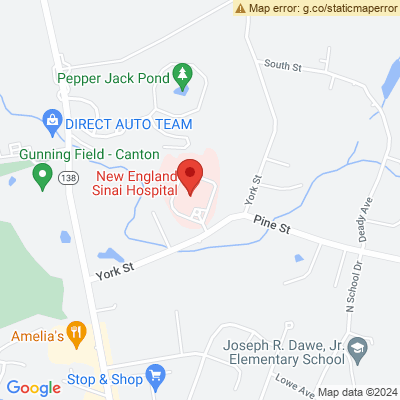 Map error: g.co/staticmaperror
South St
Pepper Jack Pond
DIRECT AUTO TEAM
Gunning Field - Canton
138
New England
Sinai Hospital
York St
Deady Ave
Pine St
York St
N School Dr
Amelia's
Joseph R. Dawe, Jr.
Elementary School
Stop & Shop
Lowe Ave
Google
Map data ©2024